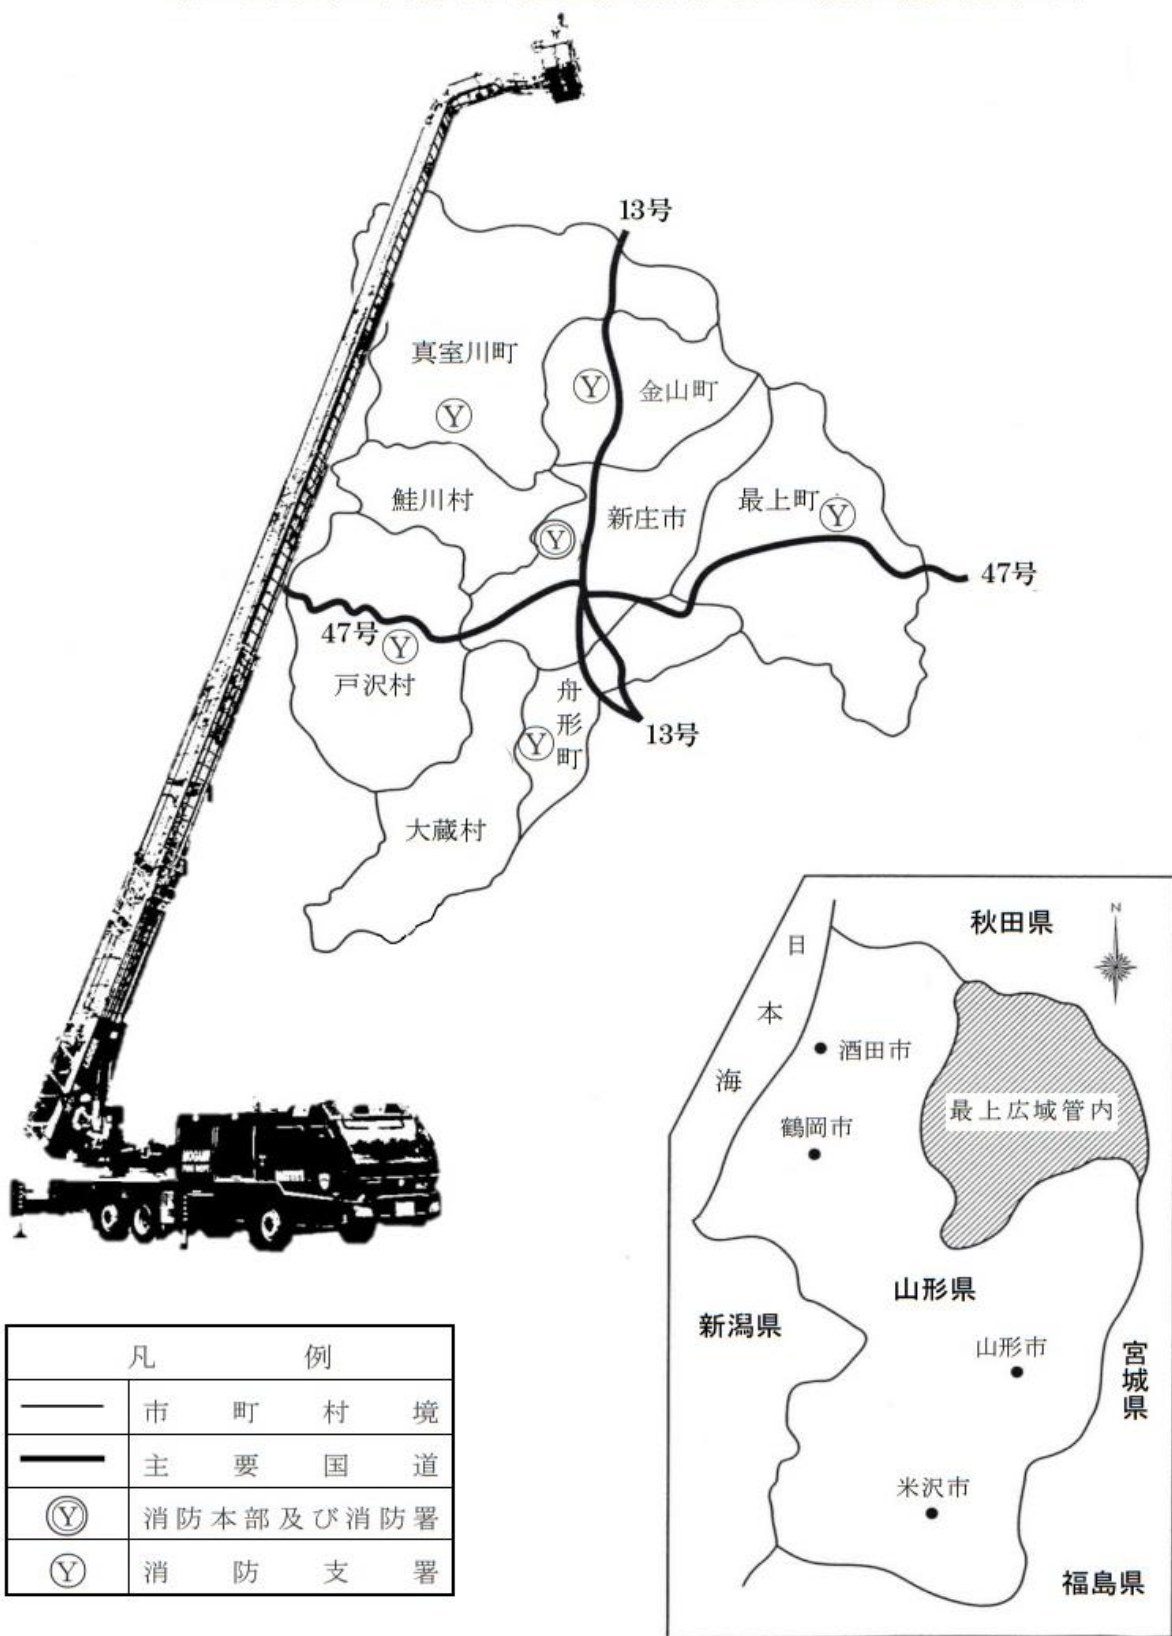 13号
真室川町
Y
Y
金山町
鮭川村
新庄市
最上町
Y
Y
47号
47号
Y
戸沢村
舟形町
Y
13号
大蔵村
MOGAMI
日本海
秋田県
N
酒田市
鶴岡市
最上広域管内
山形県
新潟県
山形市
宮城県
米沢市
福島県
凡例
市町村境
主要国道
Y 消防本部及び消防署
Y 消防支署